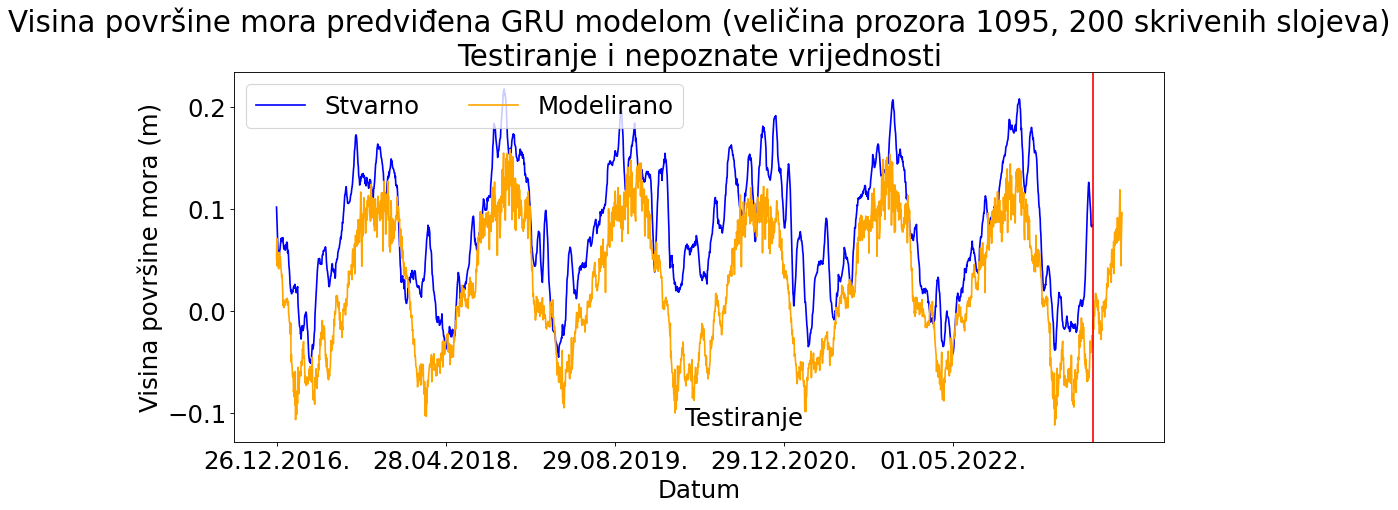 Visina površine mora predviđena GRU modelom (veličina prozora 1095, 200 skrivenih slojeva)
Testiranje i nepoznate vrijednosti
Stvarno Modelirano
Visina površine mora (m)
0.2
0.1
0.0
−0.1
Testiranje
26.12.2016. 28.04.2018. 29.08.2019. 29.12.2020. 01.05.2022.
Datum